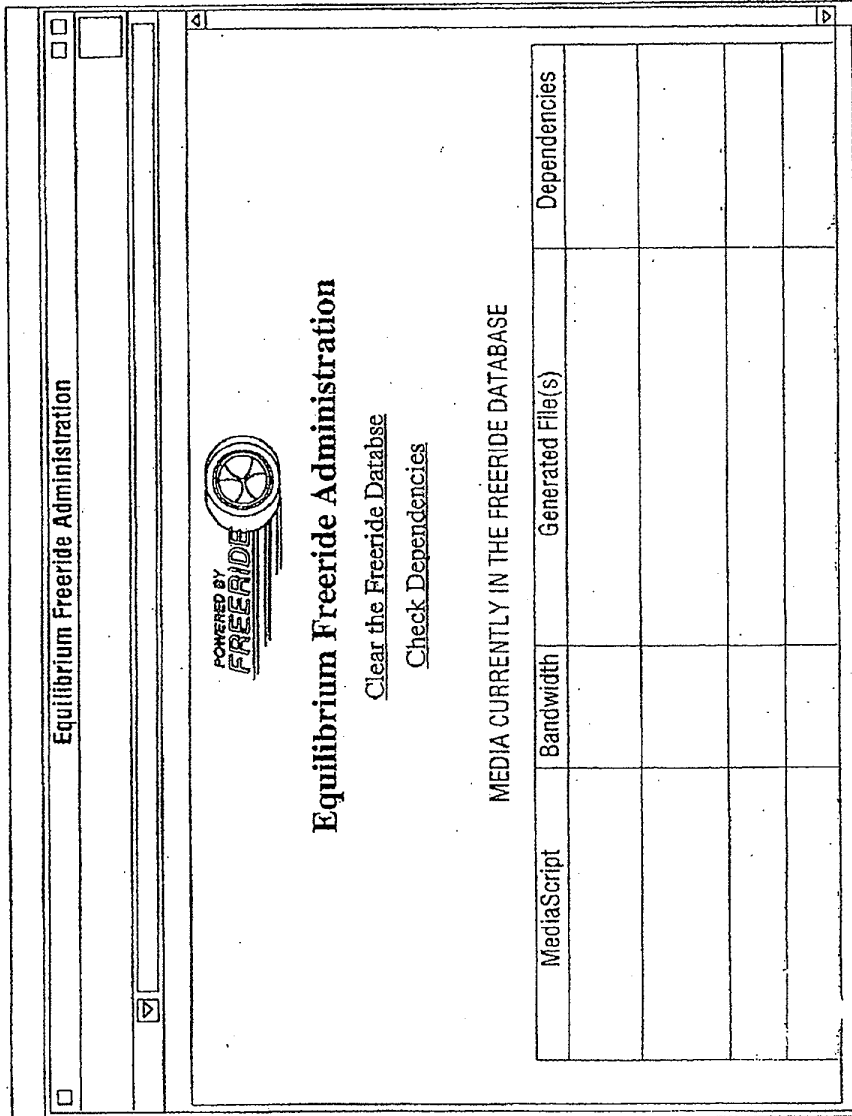 Equilibrium Freeride Administration
POWERED BY
FREERIDE
Equilibrium Freeride Administration
Clear the Freeride Databse
Check Dependencies
MEDIA CURRENTLY IN THE FREERIDE DATABASE
MediaScript Bandwidth Generated File(s) Dependencies